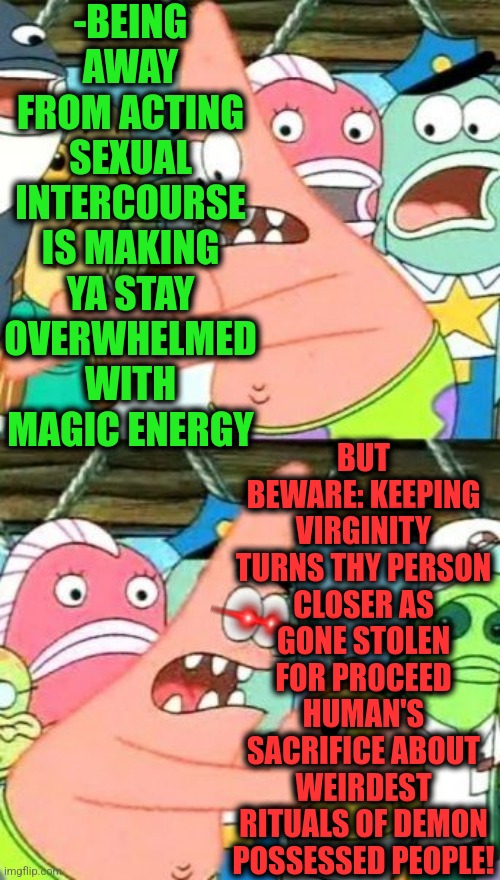 -BEING
AWAY
FROM ACTING
SEXUAL
INTERCOURSE
IS MAKING
YA STAY
OVERWHELMED
WITH
MAGIC ENERGY
BUT
BEWARE: KEEPING
VIRGINITY
TURNS THY PERSON
CLOSER AS
GONE STOLEN
FOR PROCEED
HUMAN'S
SACRIFICE ABOUT
WEIRDEST
RITUALS OF DEMON
POSSESSED PEOPLE!
imgflip.com